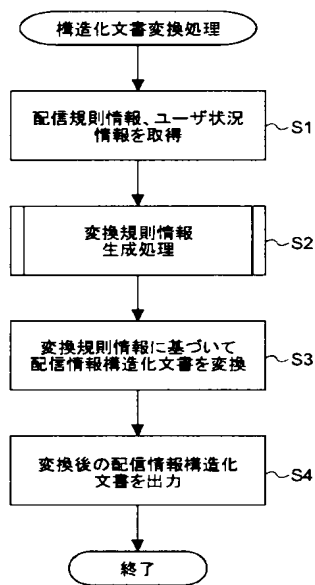 構造化文書変換処理
配信規則情報、ユーザ状況
情報を取得
S1
変換規則情報
生成処理
S2
変換規則情報に基づいて
配信情報構造化文書を変換
S3
変換後の配信情報構造化
文書を出力
S4
終了